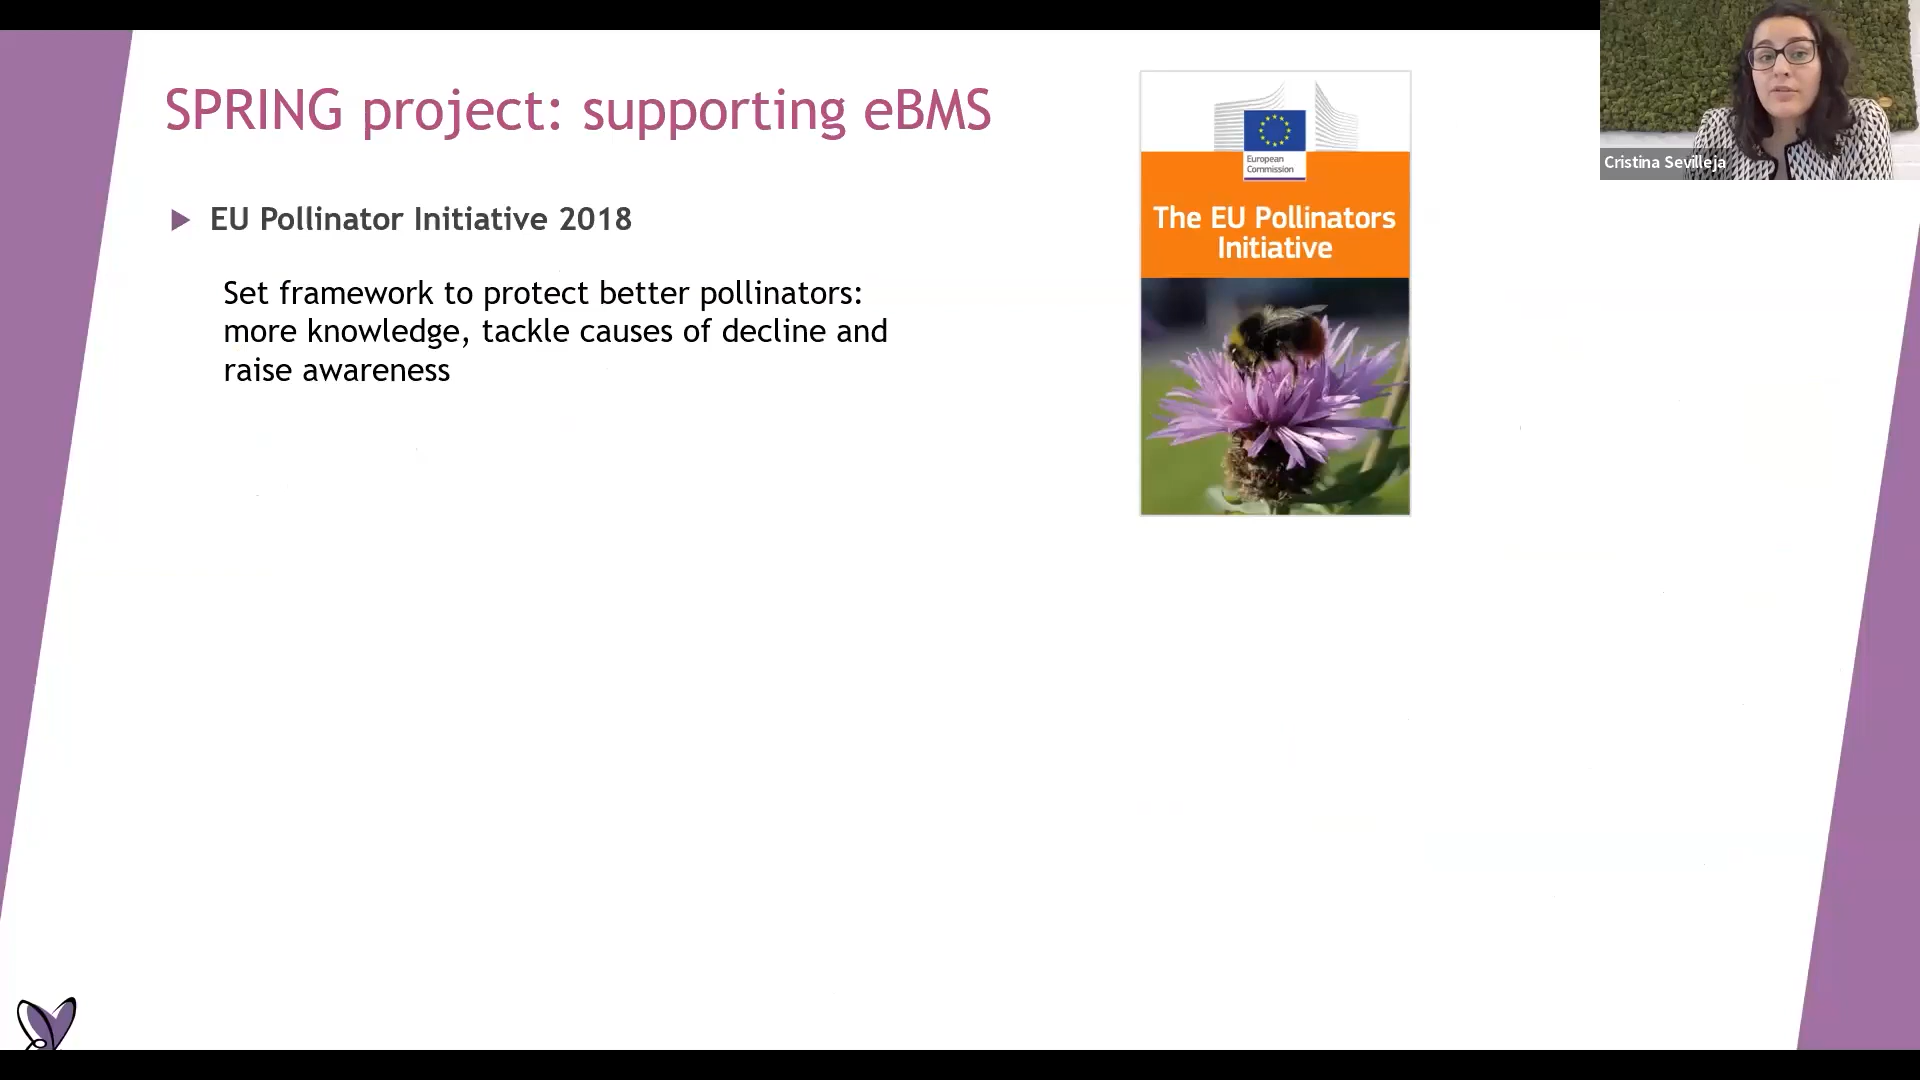 SPRING project: supporting eBMS
EU Pollinator Initiative 2018
Set framework to protect better pollinators:
more knowledge, tackle causes of decline and
raise awareness
European
Commission
The EU Pollinators
Initiative
Cristina Sevilleja